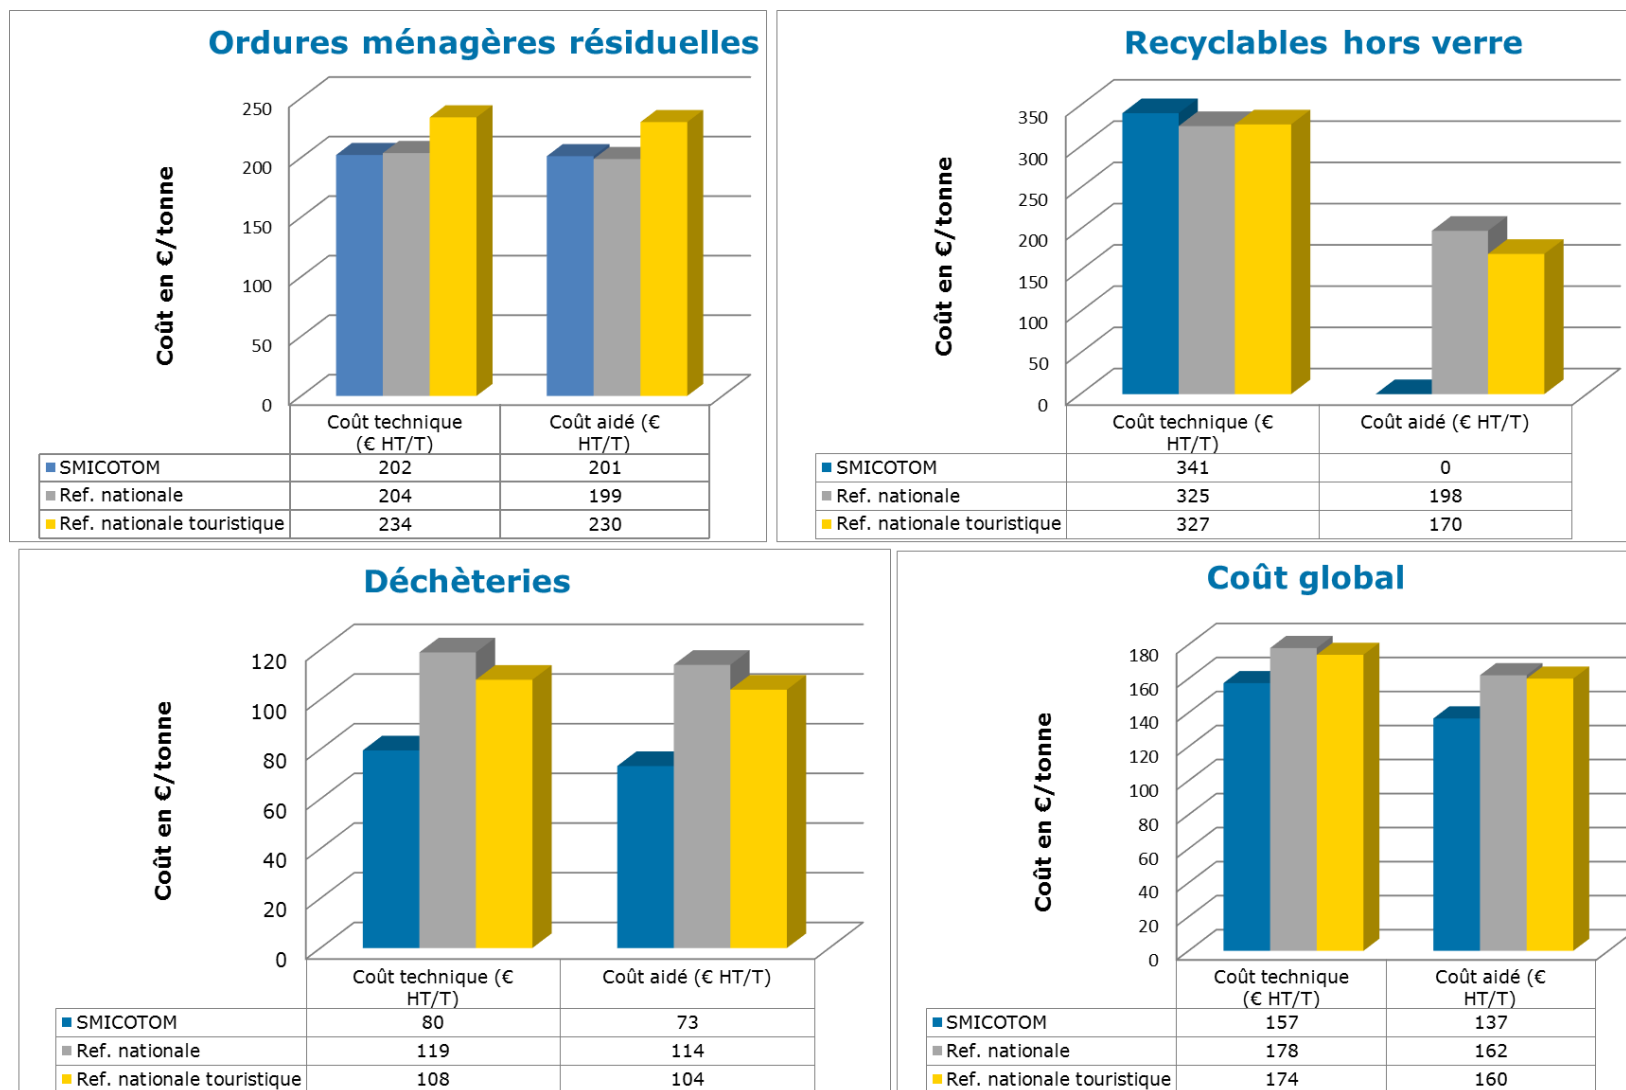 Ordures ménagères résiduelles
Coût en €/tonne
250
200
150
100
50
0
Coût technique
(€ HT/T)
Coût aidé (€
HT/T)
SMICOTOM 202 201
Ref. nationale 204 199
Ref. nationale touristique 234 230
Recyclables hors verre
Coût en €/tonne
350
300
250
200
150
100
50
0
Coût technique (€
HT/T)
Coût aidé (€ HT/T)
SMICOTOM 341 0
Ref. nationale 325 198
Ref. nationale touristique 327 170
Déchèteries
Coût en €/tonne
120
100
80
60
40
20
0
Coût technique (€
HT/T)
Coût aidé (€ HT/T)
SMICOTOM 80 73
Ref. nationale 119 114
Ref. nationale touristique 108 104
Coût global
Coût en €/tonne
180
160
140
120
100
80
60
40
20
0
Coût technique
(€ HT/T)
Coût aidé (€
HT/T)
SMICOTOM 157 137
Ref. nationale 178 162
Ref. nationale touristique 174 160